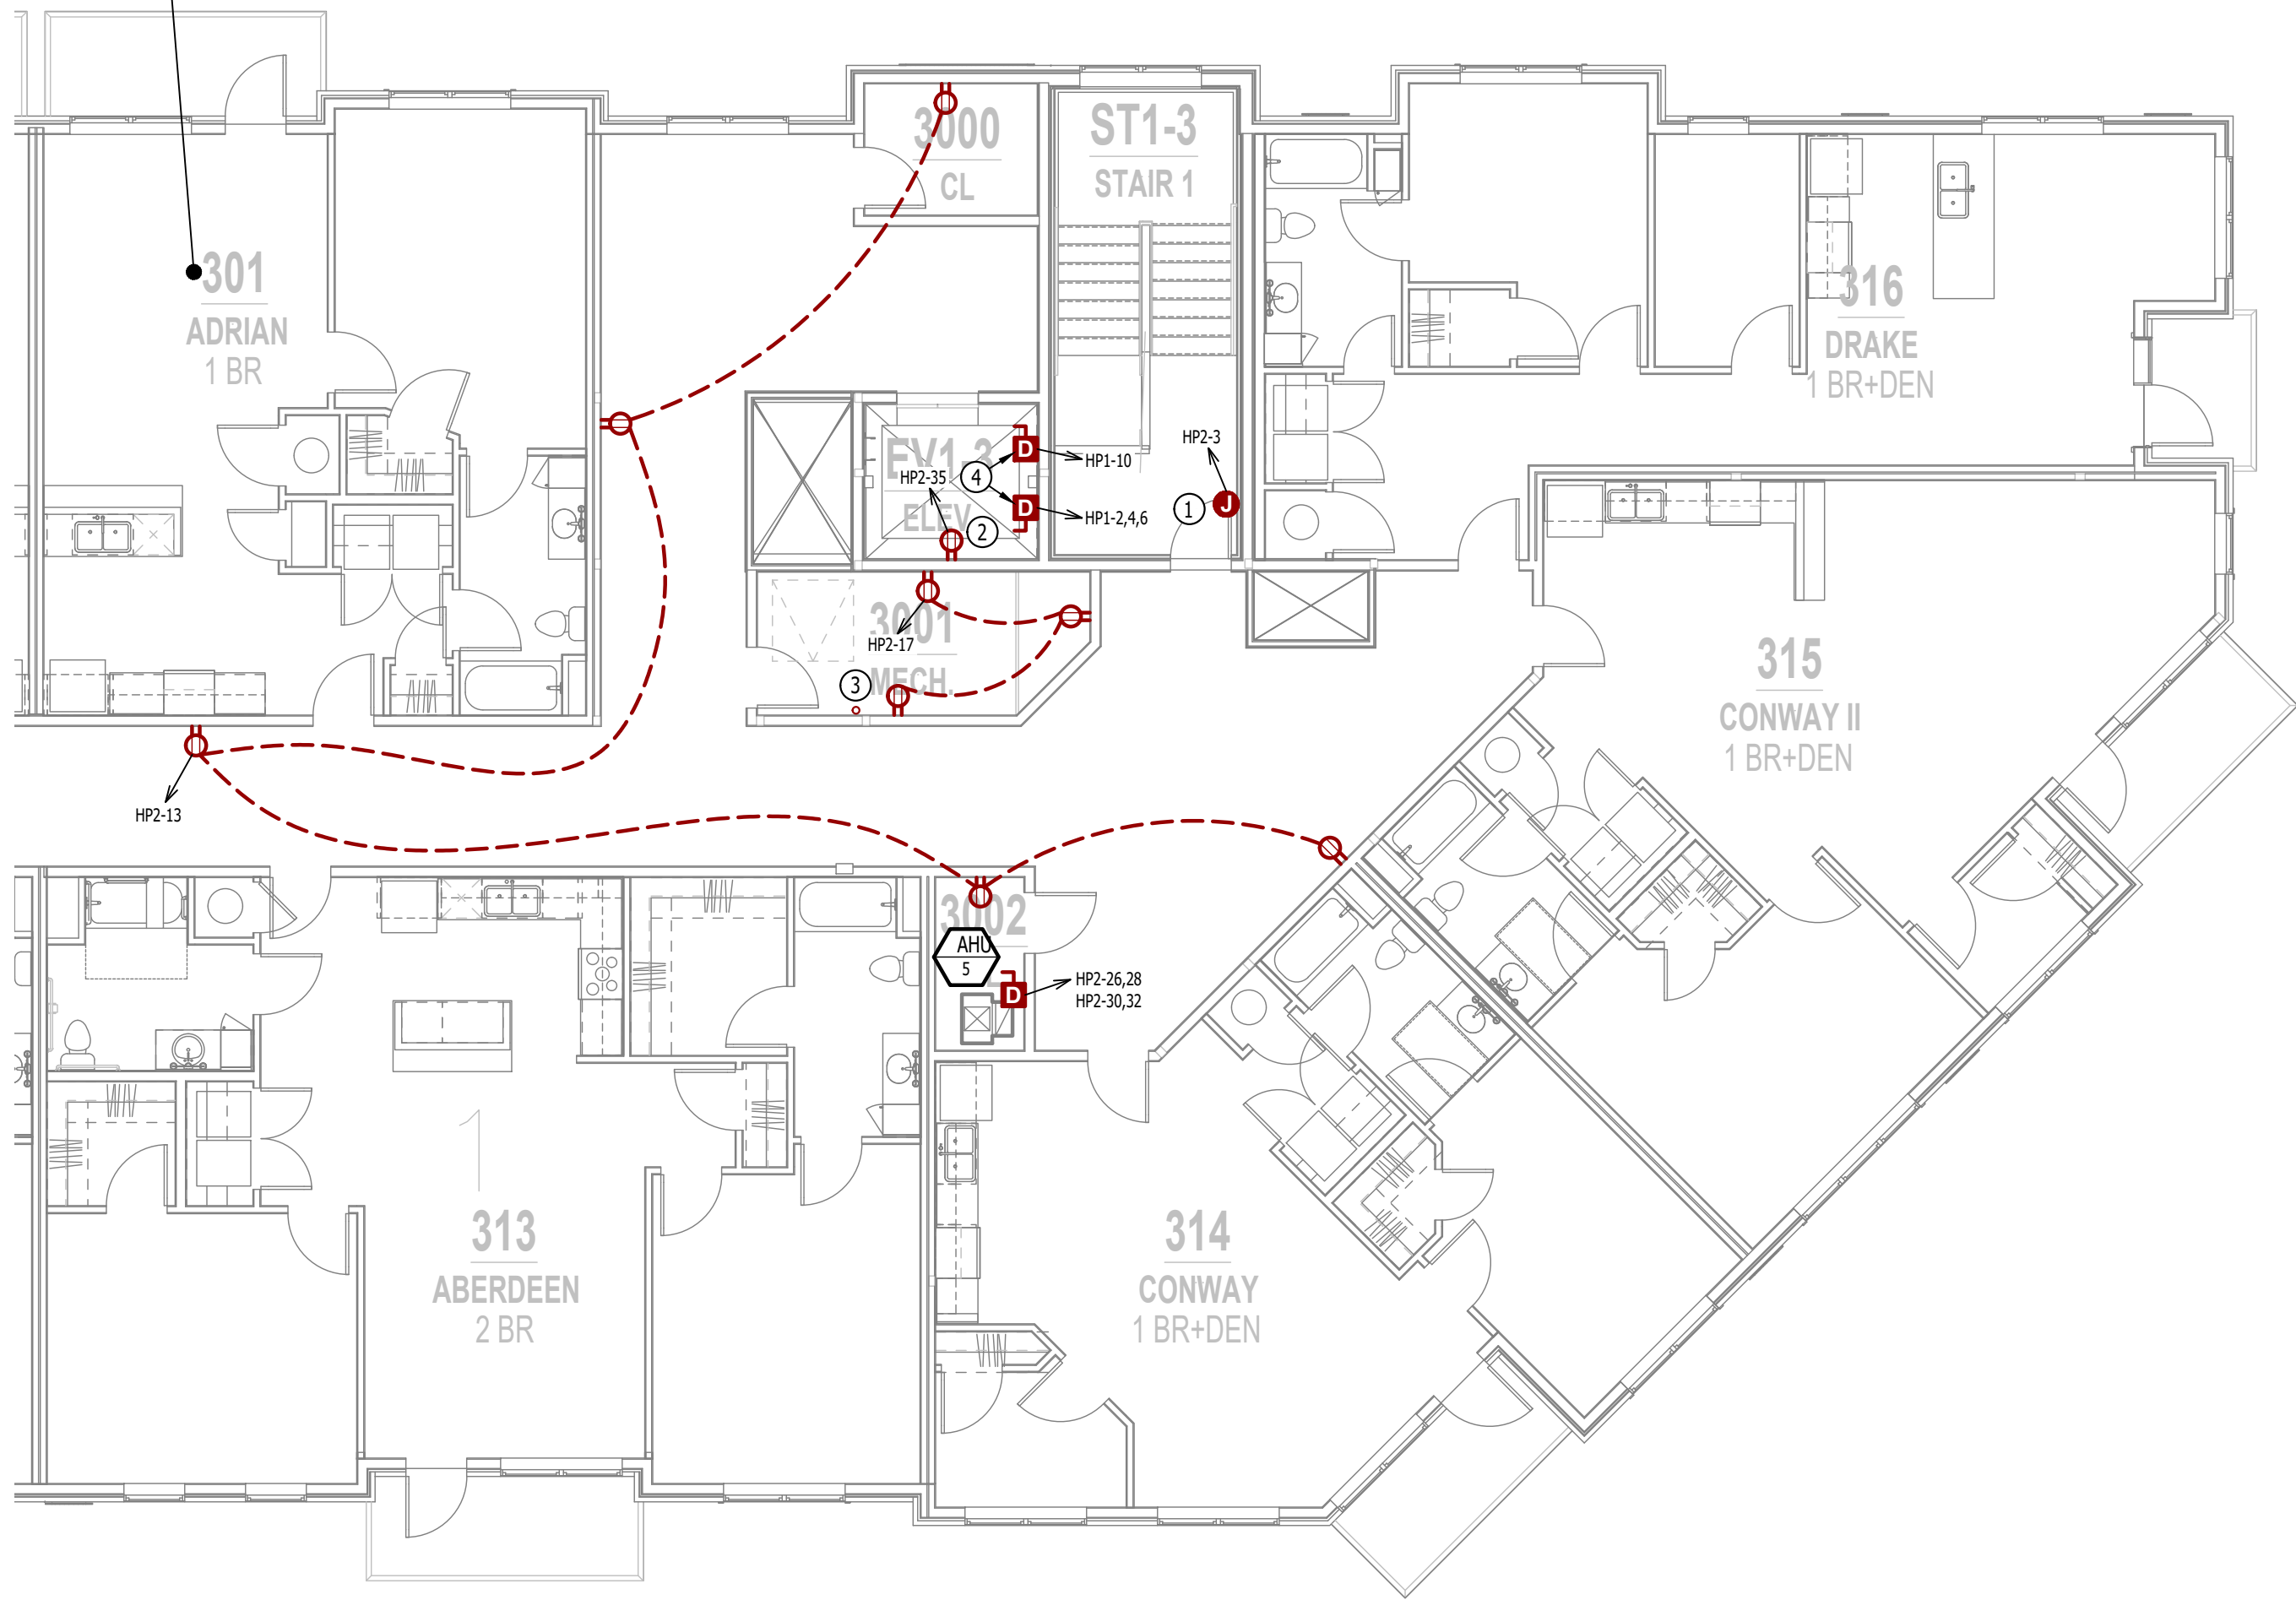 3000
CL
ST1-3
STAIR 1
301
ADRIAN
1 BR
316
DRAKE
1 BR+DEN
EV1-3
ELEV
HP2-35
4
2
D
D
HP1-10
HP1-2,4,6
HP2-3
1
J
3001
MECH.
HP2-17
3
315
CONWAY II
1 BR+DEN
HP2-13
3002
AHU
5
D
HP2-26,28
HP2-30,32
313
ABERDEEN
2 BR
314
CONWAY
1 BR+DEN